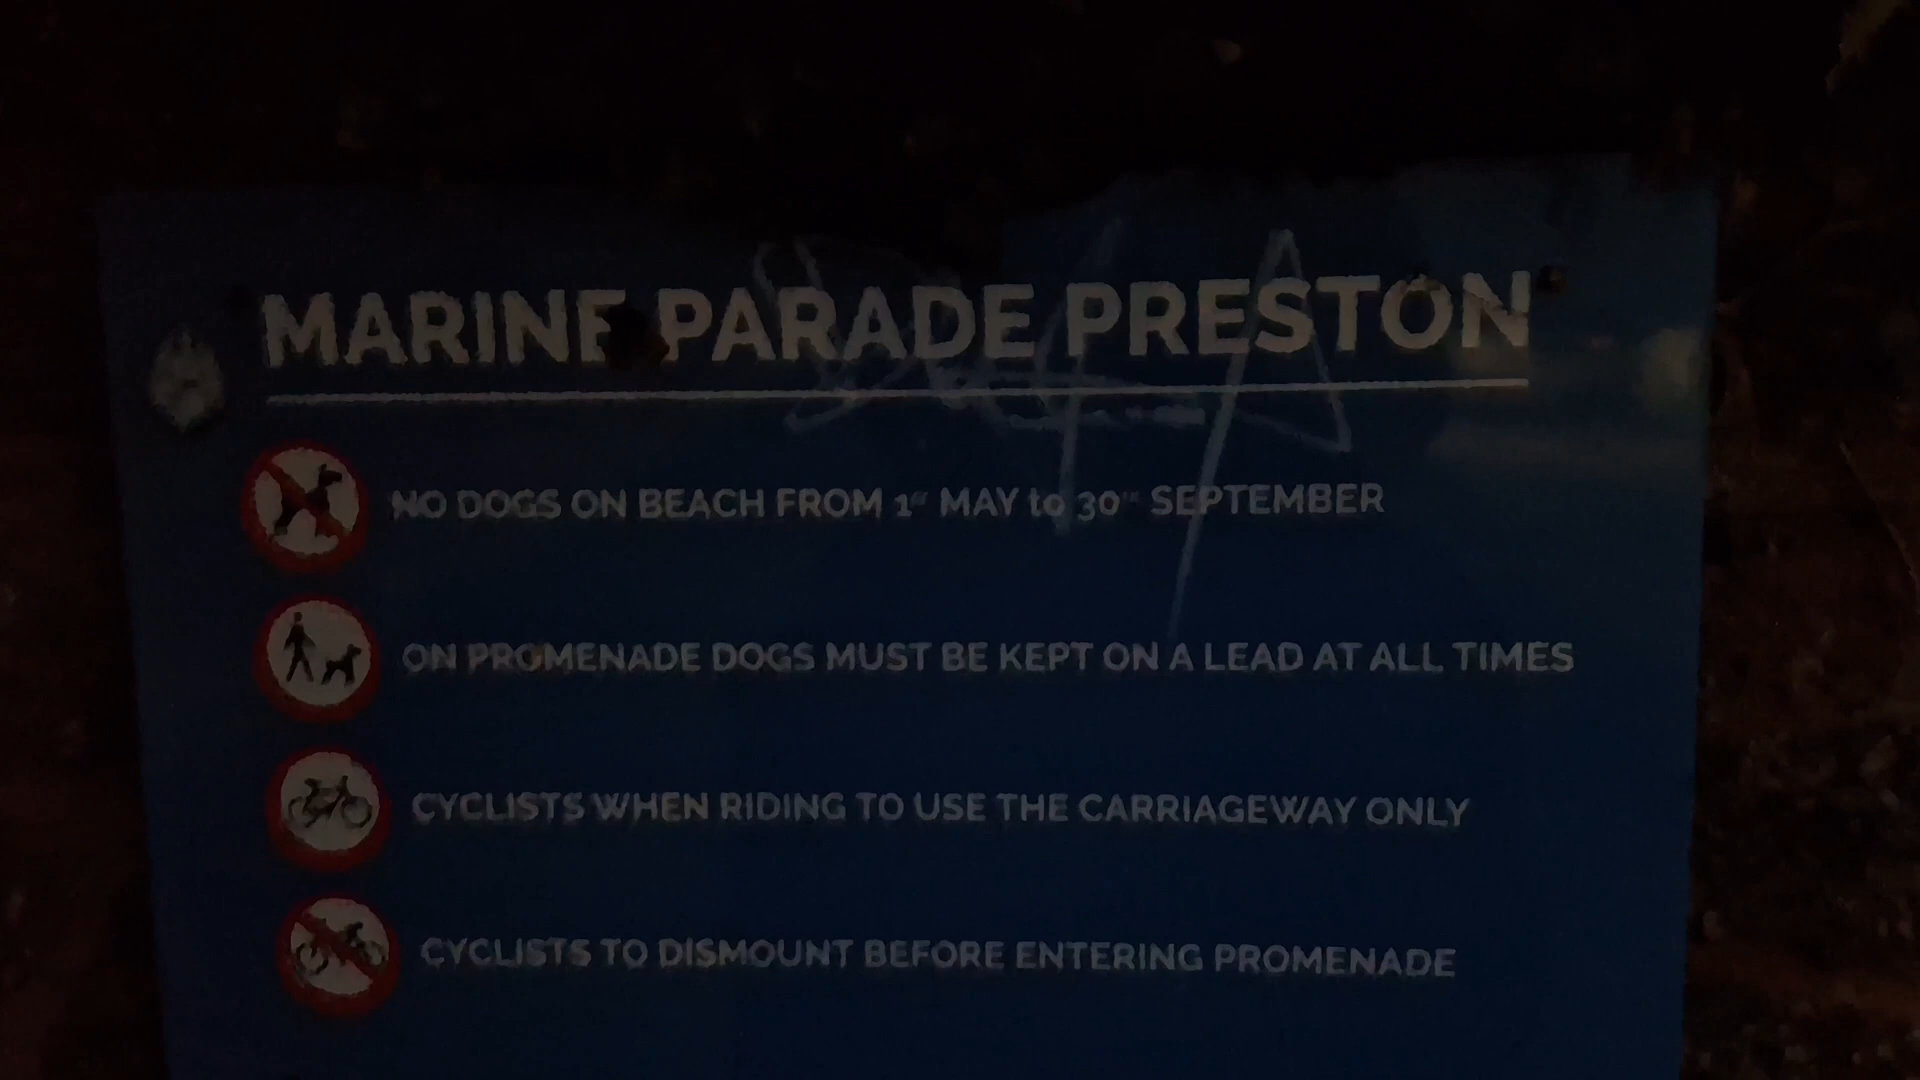 MARINE PARADE PRESTON
NO DOGS ON BEACH FROM 1ST MAY to 30TH SEPTEMBER
ON PROMENADE DOGS MUST BE KEPT ON A LEAD AT ALL TIMES
CYCLISTS WHEN RIDING TO USE THE CARRIAGEWAY ONLY
CYCLISTS TO DISMOUNT BEFORE ENTERING PROMENADE